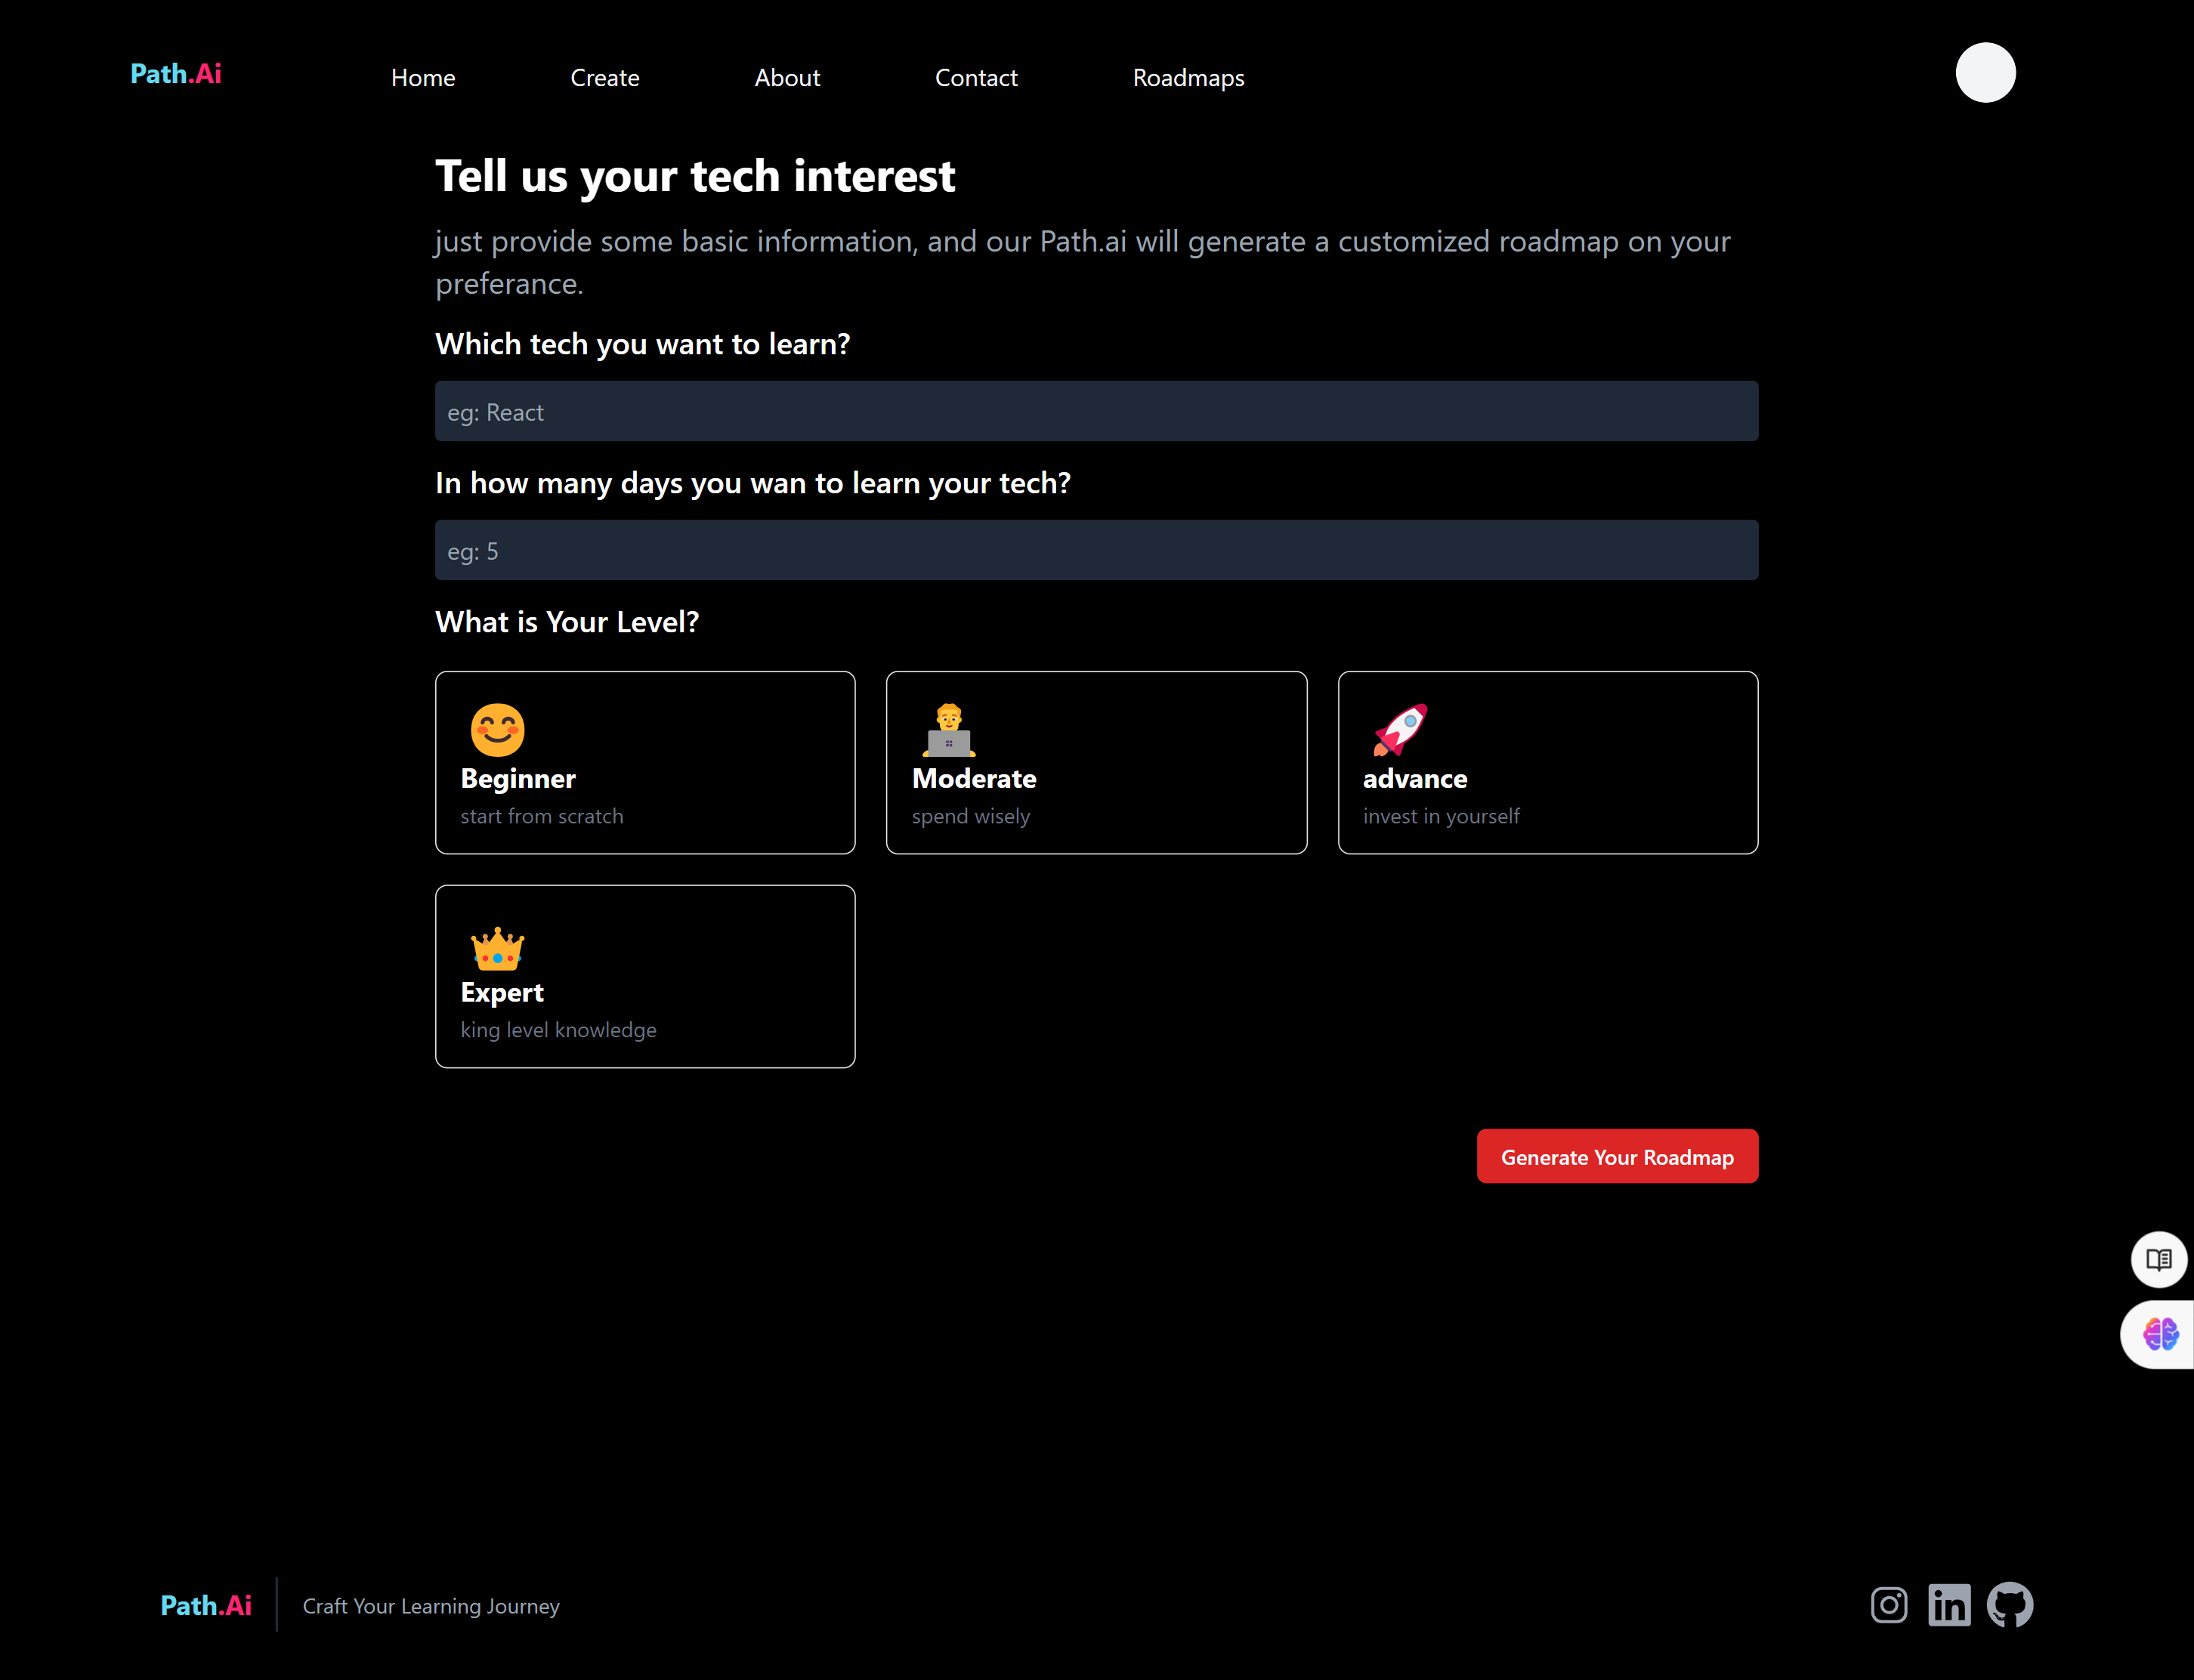 Path.Ai
Home
Create
About
Contact
Roadmaps
Tell us your tech interest
just provide some basic information, and our Path.ai will generate a customized roadmap on your
preferance.
Which tech you want to learn?
eg: React
In how many days you wan to learn your tech?
eg: 5
What is Your Level?
Beginner
start from scratch
Moderate
spend wisely
advance
invest in yourself
Expert
king level knowledge
Generate Your Roadmap
Path.Ai
Craft Your Learning Journey